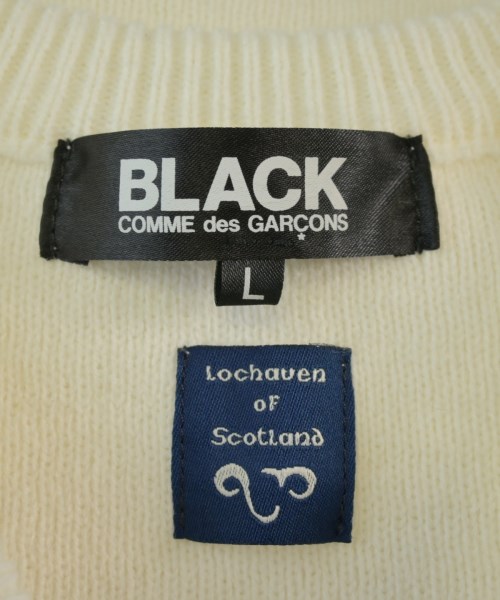 BLACK
COMME des GARÇONS
L
Lochaven
of
Scotland